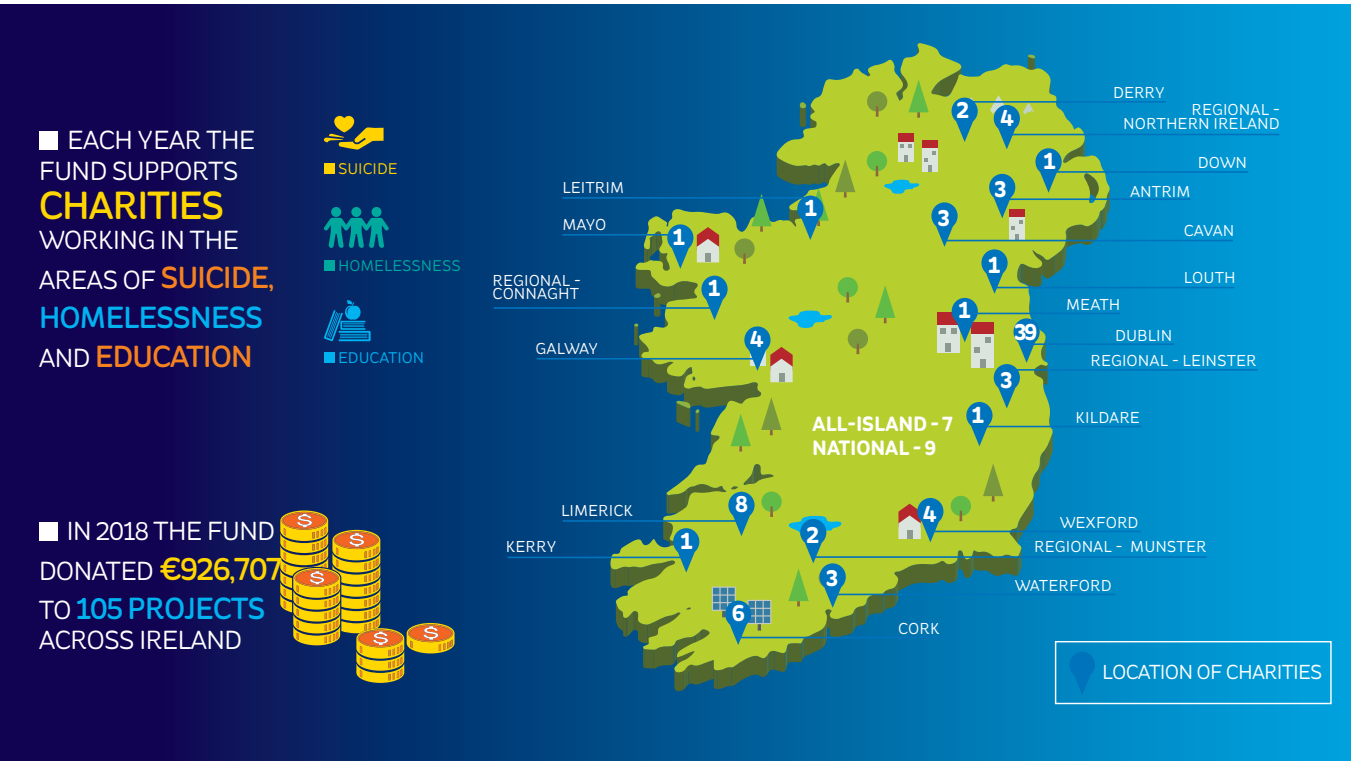 EACH YEAR THE
FUND SUPPORTS
CHARITIES
WORKING IN THE
AREAS OF SUICIDE,
HOMELESSNESS
AND EDUCATION
SUICIDE
HOMELESSNESS
EDUCATION
IN 2018 THE FUND
DONATED €926,707
TO 105 PROJECTS
ACROSS IRELAND
$
$
$
$
$
LEITRIM
1
MAYO
1
REGIONAL -
CONNAGHT
1
GALWAY
4
LIMERICK
8
KERRY
1
DERRY
2
REGIONAL -
NORTHERN IRELAND
4
DOWN
1
ANTRIM
3
CAVAN
3
LOUTH
1
MEATH
1
DUBLIN
39
REGIONAL - LEINSTER
3
KILDARE
1
ALL-ISLAND - 7
NATIONAL - 9
WEXFORD
4
REGIONAL - MUNSTER
2
WATERFORD
3
CORK
6
LOCATION OF CHARITIES